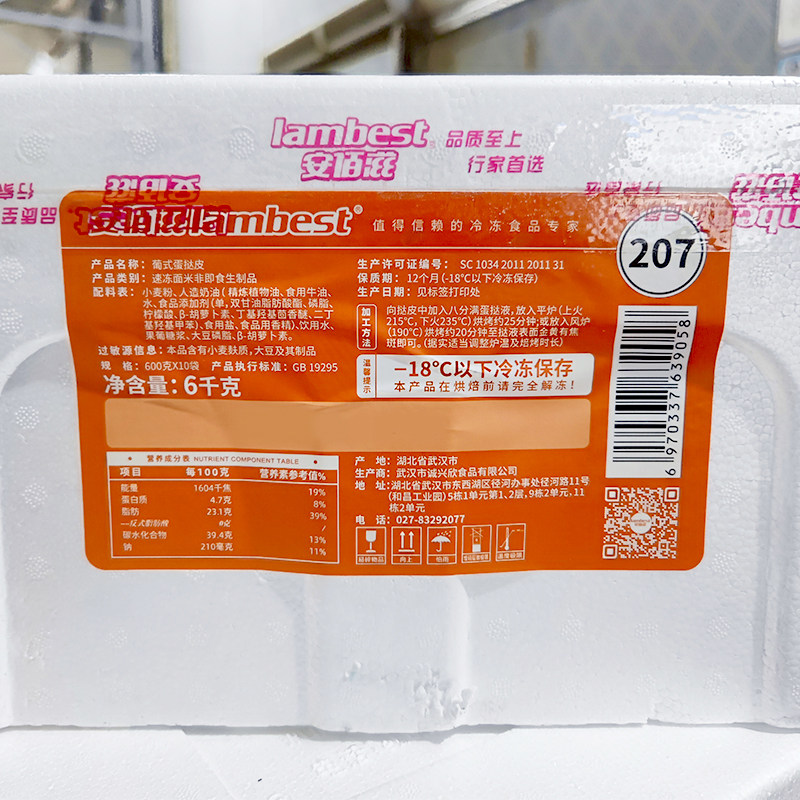 lambest
安佰滋
品质至上
行家首选
lambest®
值得信赖的冷冻食品专家
207
产品名称：葡式蛋挞皮
产品类别：速冻面米非即食生制品
配料表：小麦粉、人造奶油(精炼植物油、食用牛油、
水、食品添加剂(单,双甘油脂肪酸酯、磷脂、
柠檬酸、β-胡萝卜素、丁基羟基茴香醚、二丁
基羟基甲苯)、食用盐、食品用香精)、饮用水、
果葡糖浆、大豆磷脂、β-胡萝卜素。
过敏源信息：本品含有小麦麸质，大豆及其制品
规 格：600克X10袋 产品执行标准：GB 19295
净含量：6千克
生产许可证编号： SC 1034 2011 2011 31
保质期：12个月(-18℃以下冷冻保存)
生产日期：见标签打印处
加工方法
向挞皮中加入八分满蛋挞液，放入平炉(上火
215℃，下火235℃)烘烤约25分钟;或放入风炉
(190℃)烘烤约20分钟至挞液表面金黄有焦
斑即可。(据实适当调整炉温及焙烤时长)
温馨提示
-18℃以下冷冻保存
本产品在烘焙前请完全解冻！
6970337639058
营养成分表 NUTRIENT COMPONENT TABLE
项目 每100克 营养素参考值%
能量 1604千焦 19%
蛋白质 4.7克 8%
脂肪 23.1克 39%
—反式脂肪酸 0克 /
碳水化合物 39.4克 13%
钠 210毫克 11%
产 地：湖北省武汉市
生产商：武汉市诚兴欣食品有限公司
地 址：湖北省武汉市东西湖区径河办事处径河路11号
(和昌工业园)5栋1单元第1、2层，9栋2单元，11
栋2单元
电 话：027-83292077
轻拌物品
向上
怕雨